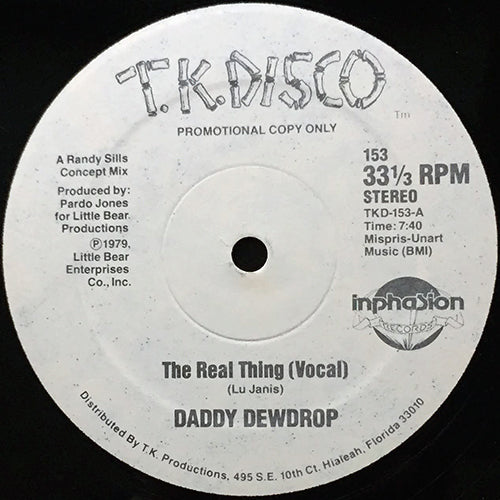 T.K.DISCO
Tm
PROMOTIONAL COPY ONLY
A Randy Sills
Concept Mix
Produced by:
Pardo Jones
for Little Bear
Productions
Ⓟ1979,
Little Bear
Enterprises
Co., Inc.
153
33⅓ RPM
STEREO
TKD-153-A
Time: 7:40
Mispris-Unart
Music (BMI)
inphasion
RECORDS
The Real Thing (Vocal)
(Lu Janis)
DADDY DEWDROP
Distributed By T.K. Productions, 495 S.E. 10th Ct. Hialeah, Florida 33010